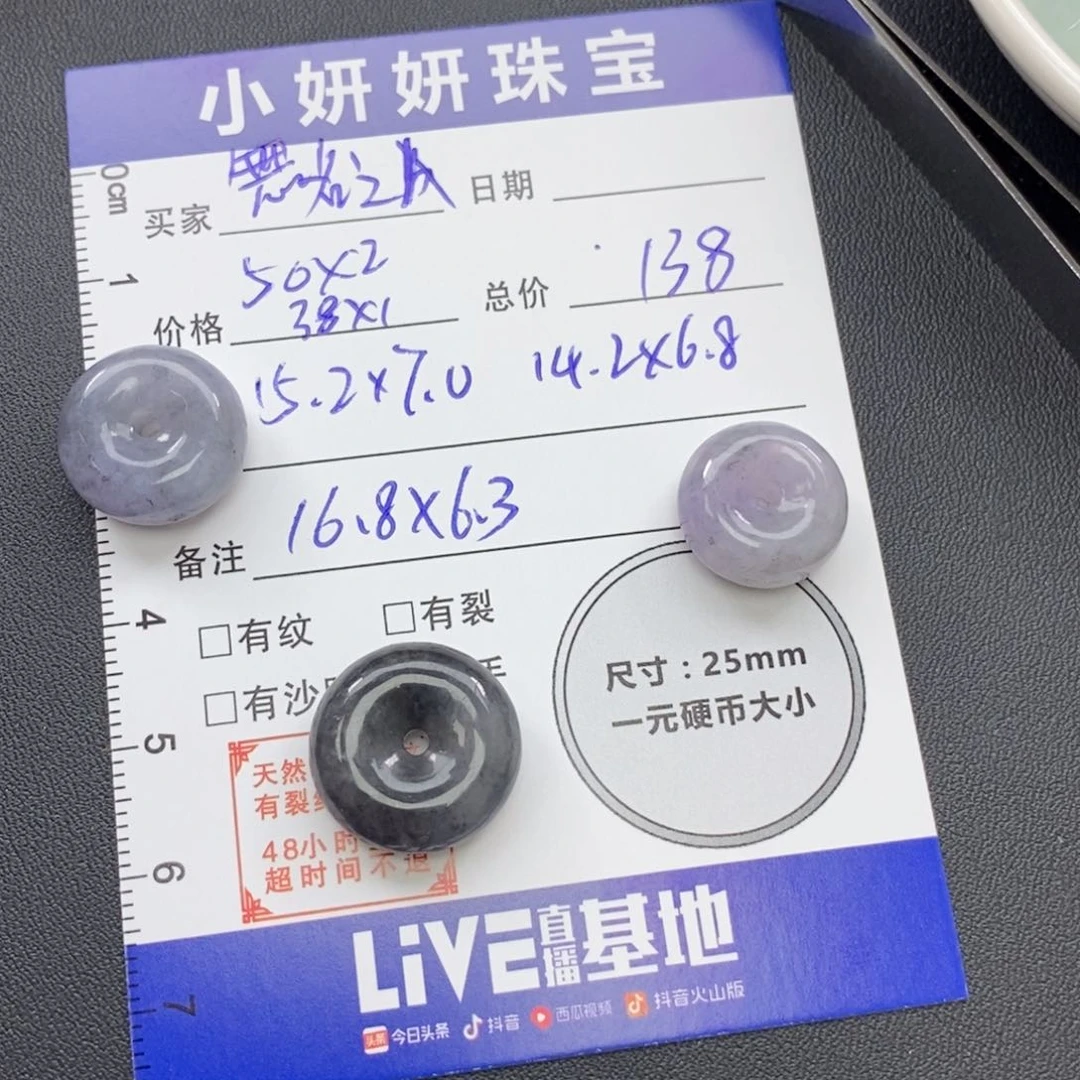 小妍妍珠宝
0cm
买家
日期
50x2
38x1
价格
总价 138
1
15.2x7.0 14.2x6.8
16.8x6.3
备注
4
□有纹 □有裂
□有沙
尺寸：25mm
一元硬币大小
5
天然
有裂
48小时
超时间不退
6
LiVE直播基地
7
头条 今日头条 抖音 西瓜视频 抖音火山版